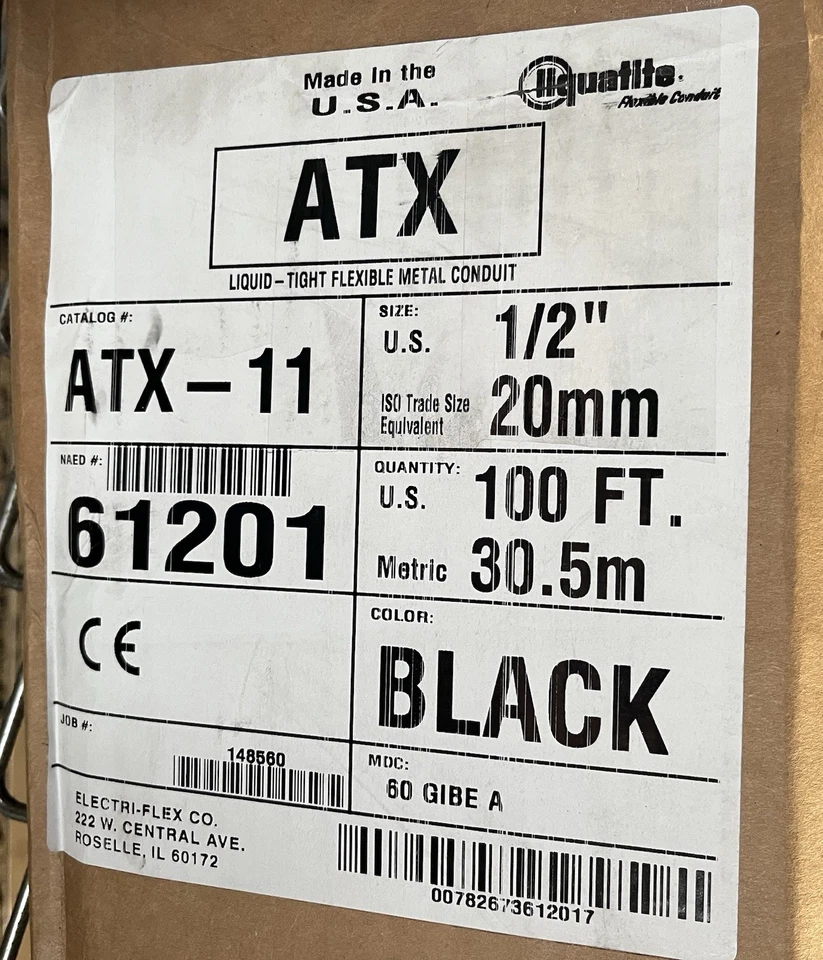 Made In the
U.S.A.
liquatite®
Flexible Conduit
ATX
LIQUID-TIGHT FLEXIBLE METAL CONDUIT
CATALOG #:
ATX-11
SIZE:
U.S. 1/2"
ISO Trade Size
Equivalent 20mm
NAED #:
61201
QUANTITY:
U.S. 100 FT.
Metric 30.5m
CE
COLOR:
BLACK
JOB #:
148560
MDC:
60 GIBE A
ELECTRI-FLEX CO.
222 W. CENTRAL AVE.
ROSELLE, IL 60172
00782673612017